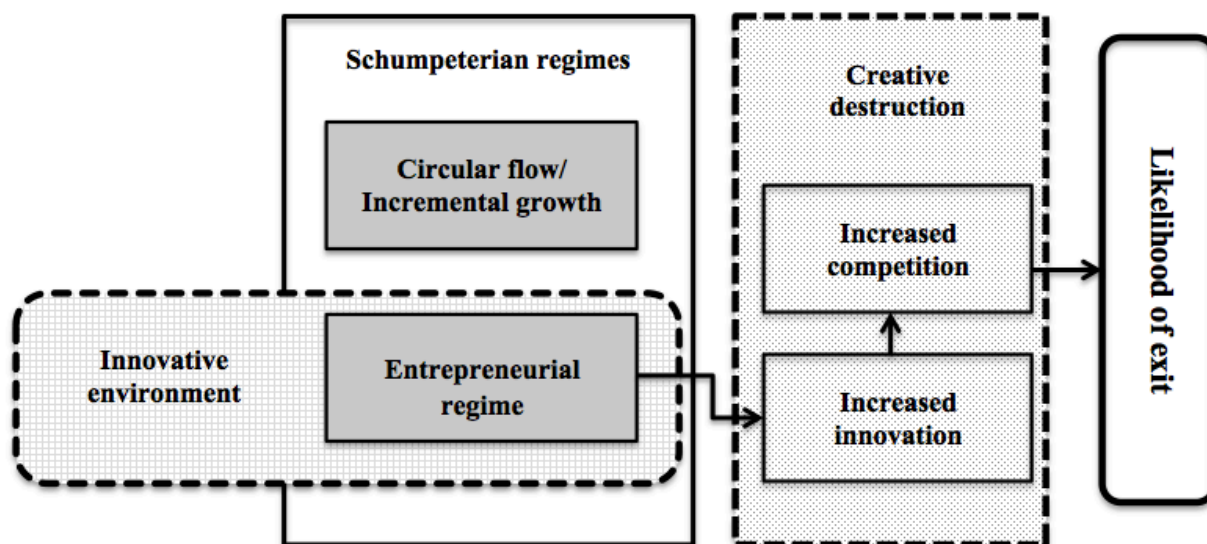 Schumpeterian regimes
Circular flow/
Incremental growth
Innovative
environment
Entrepreneurial
regime
Creative
destruction
Increased
competition
Increased
innovation
Likelihood of exit